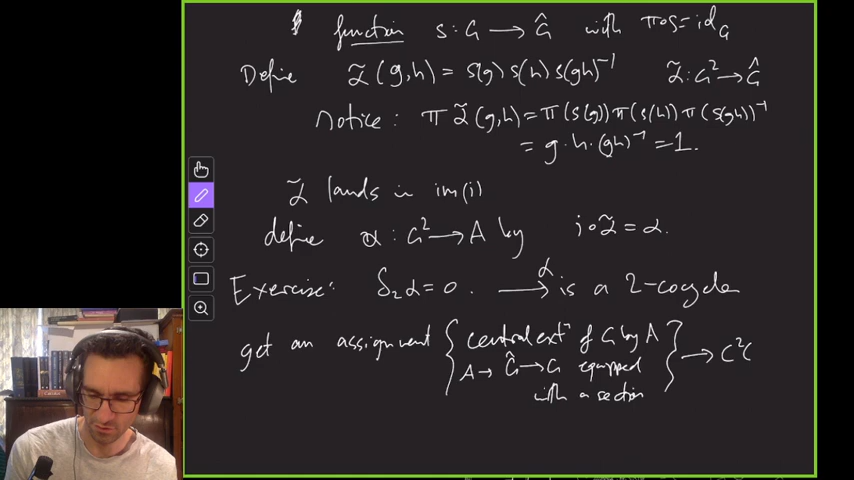 function s: G → Ĝ with π∘s = id_G
Define α̃(g,h) = s(g) s(h) s(gh)⁻¹ α̃: G² → Ĝ
notice: π α̃(g,h) = π(s(g)) π(s(h)) π(s(gh))⁻¹
= g·h·(gh)⁻¹ = 1.
α̃ lands in im(i)
define α: G² → A by i∘α̃ = α.
Exercise: δ₂α = 0. → α is a 2-cocycle
get an assignment { central extⁿ of G by A
A → Ĝ → G equipped
with a section } → C²(